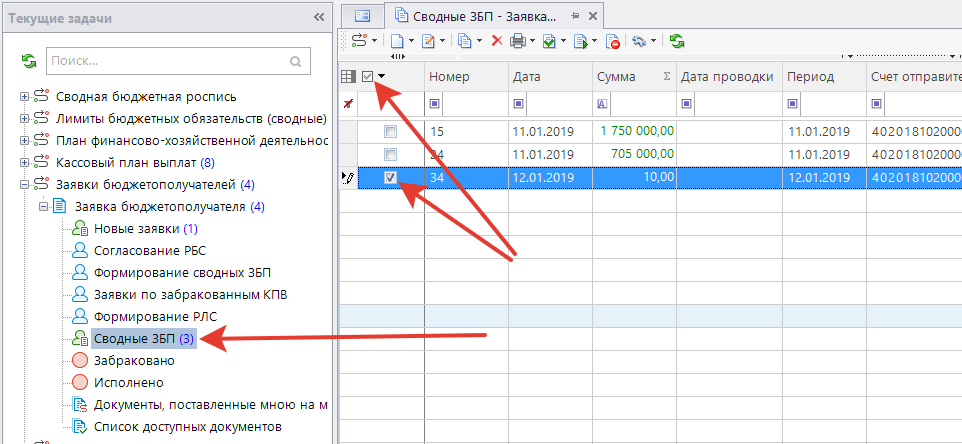 Текущие задачи
Поиск...
Сводная бюджетная роспись
Лимиты бюджетных обязательств (сводные)
План финансово-хозяйственной деятельнос
Кассовый план выплат (8)
Заявки бюджетополучателей (4)
Заявка бюджетополучателя (4)
Новые заявки (1)
Согласование РБС
Формирование сводных ЗБП
Заявки по забракованным КПВ
Формирование РЛС
Сводные ЗБП (3)
Забраковано
Исполнено
Документы, поставленные мною на м
Список доступных документов
Сводные ЗБП - Заявка...
Номер Дата Сумма Σ Дата проводки Период Счет отправите
15 11.01.2019 1 750 000,00 11.01.2019 402018102000
24 11.01.2019 705 000,00 11.01.2019 402018102000
34 12.01.2019 10,00 12.01.2019 402018102000